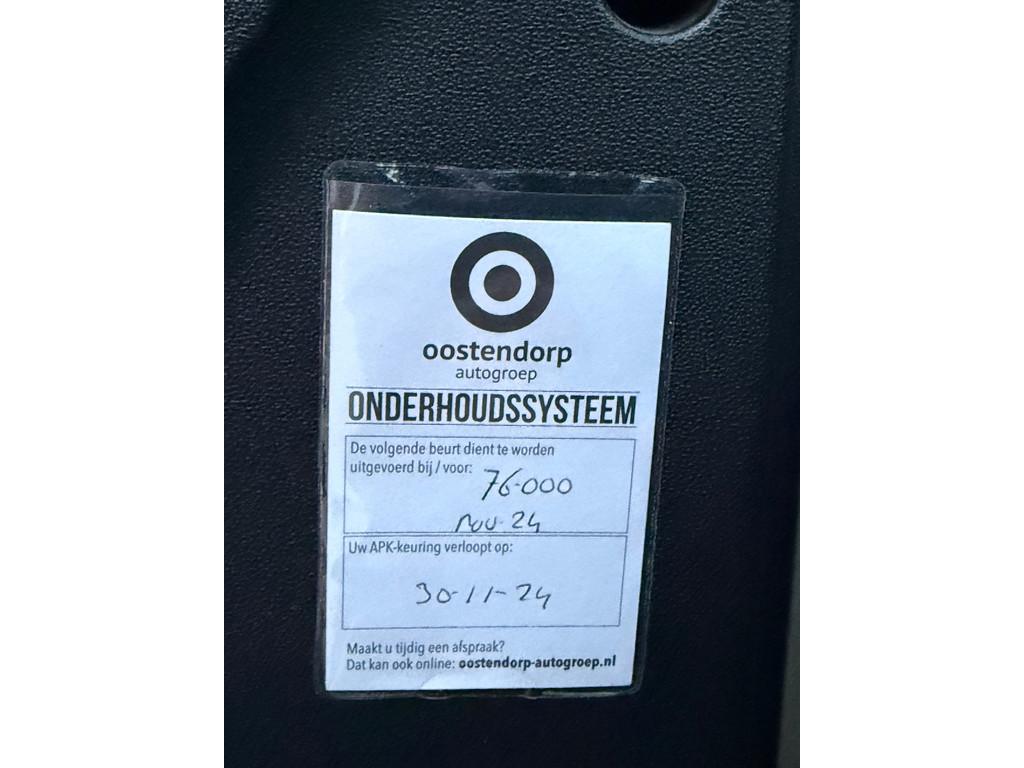 oostendorp
autogroep
ONDERHOUDSSYSTEEM
De volgende beurt dient te worden
uitgevoerd bij / voor: 76.000
nov. 24
Uw APK-keuring verloopt op:
30-11-24
Maakt u tijdig een afspraak?
Dat kan ook online: oostendorp-autogroep.nl